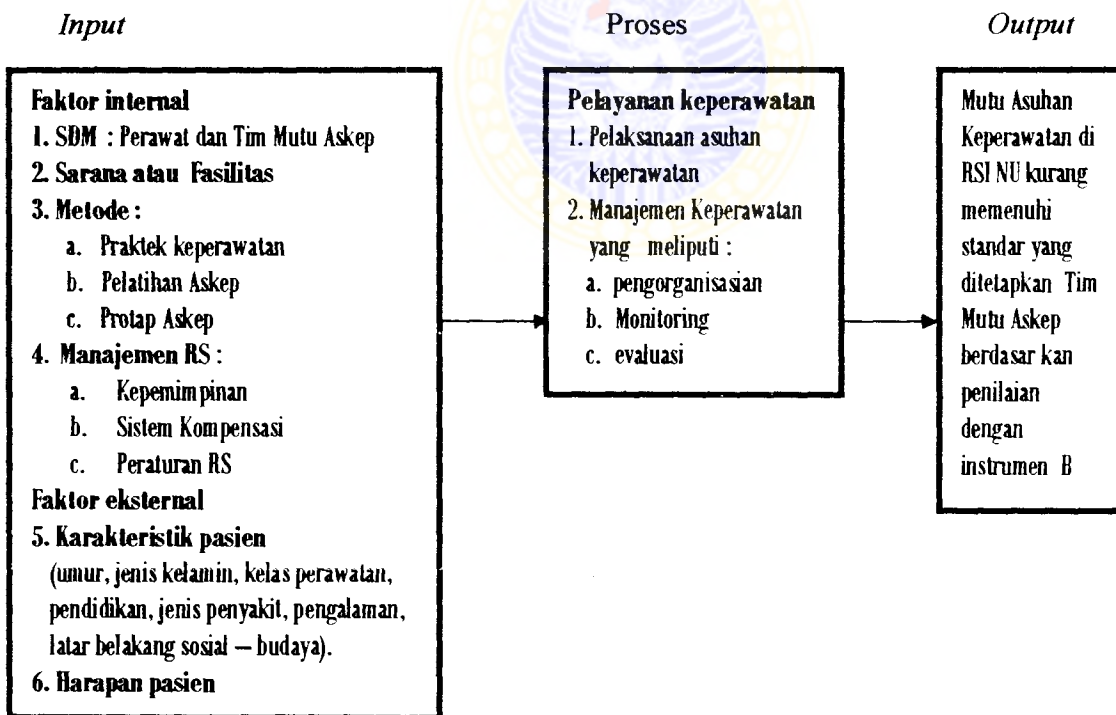 Input
Proses
Output
Faktor internal
1. SDM : Perawat dan Tim Mutu Askep
2. Sarana atau Fasilitas
3. Metode :
a. Praktek keperawatan
b. Pelatihan Askep
c. Protap Askep
4. Manajemen RS :
a. Kepemimpinan
b. Sistem Kompensasi
c. Peraturan RS
Faktor eksternal
5. Karakteristik pasien
(umur, jenis kelamin, kelas perawatan,
pendidikan, jenis penyakit, pengalaman,
latar belakang sosial – budaya).
6. Harapan pasien
Pelayanan keperawatan
1. Pelaksanaan asuhan
keperawatan
2. Manajemen Keperawatan
yang meliputi :
a. pengorganisasian
b. Monitoring
c. evaluasi
Mutu Asuhan
Keperawatan di
RSI NU kurang
memenuhi
standar yang
ditetapkan Tim
Mutu Askep
berdasar kan
penilaian
dengan
instrumen B